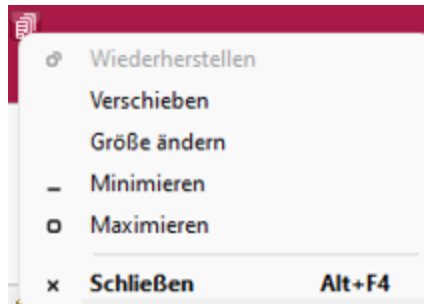 Wiederherstellen
Verschieben
Größe ändern
Minimieren
Maximieren
Schließen Alt+F4